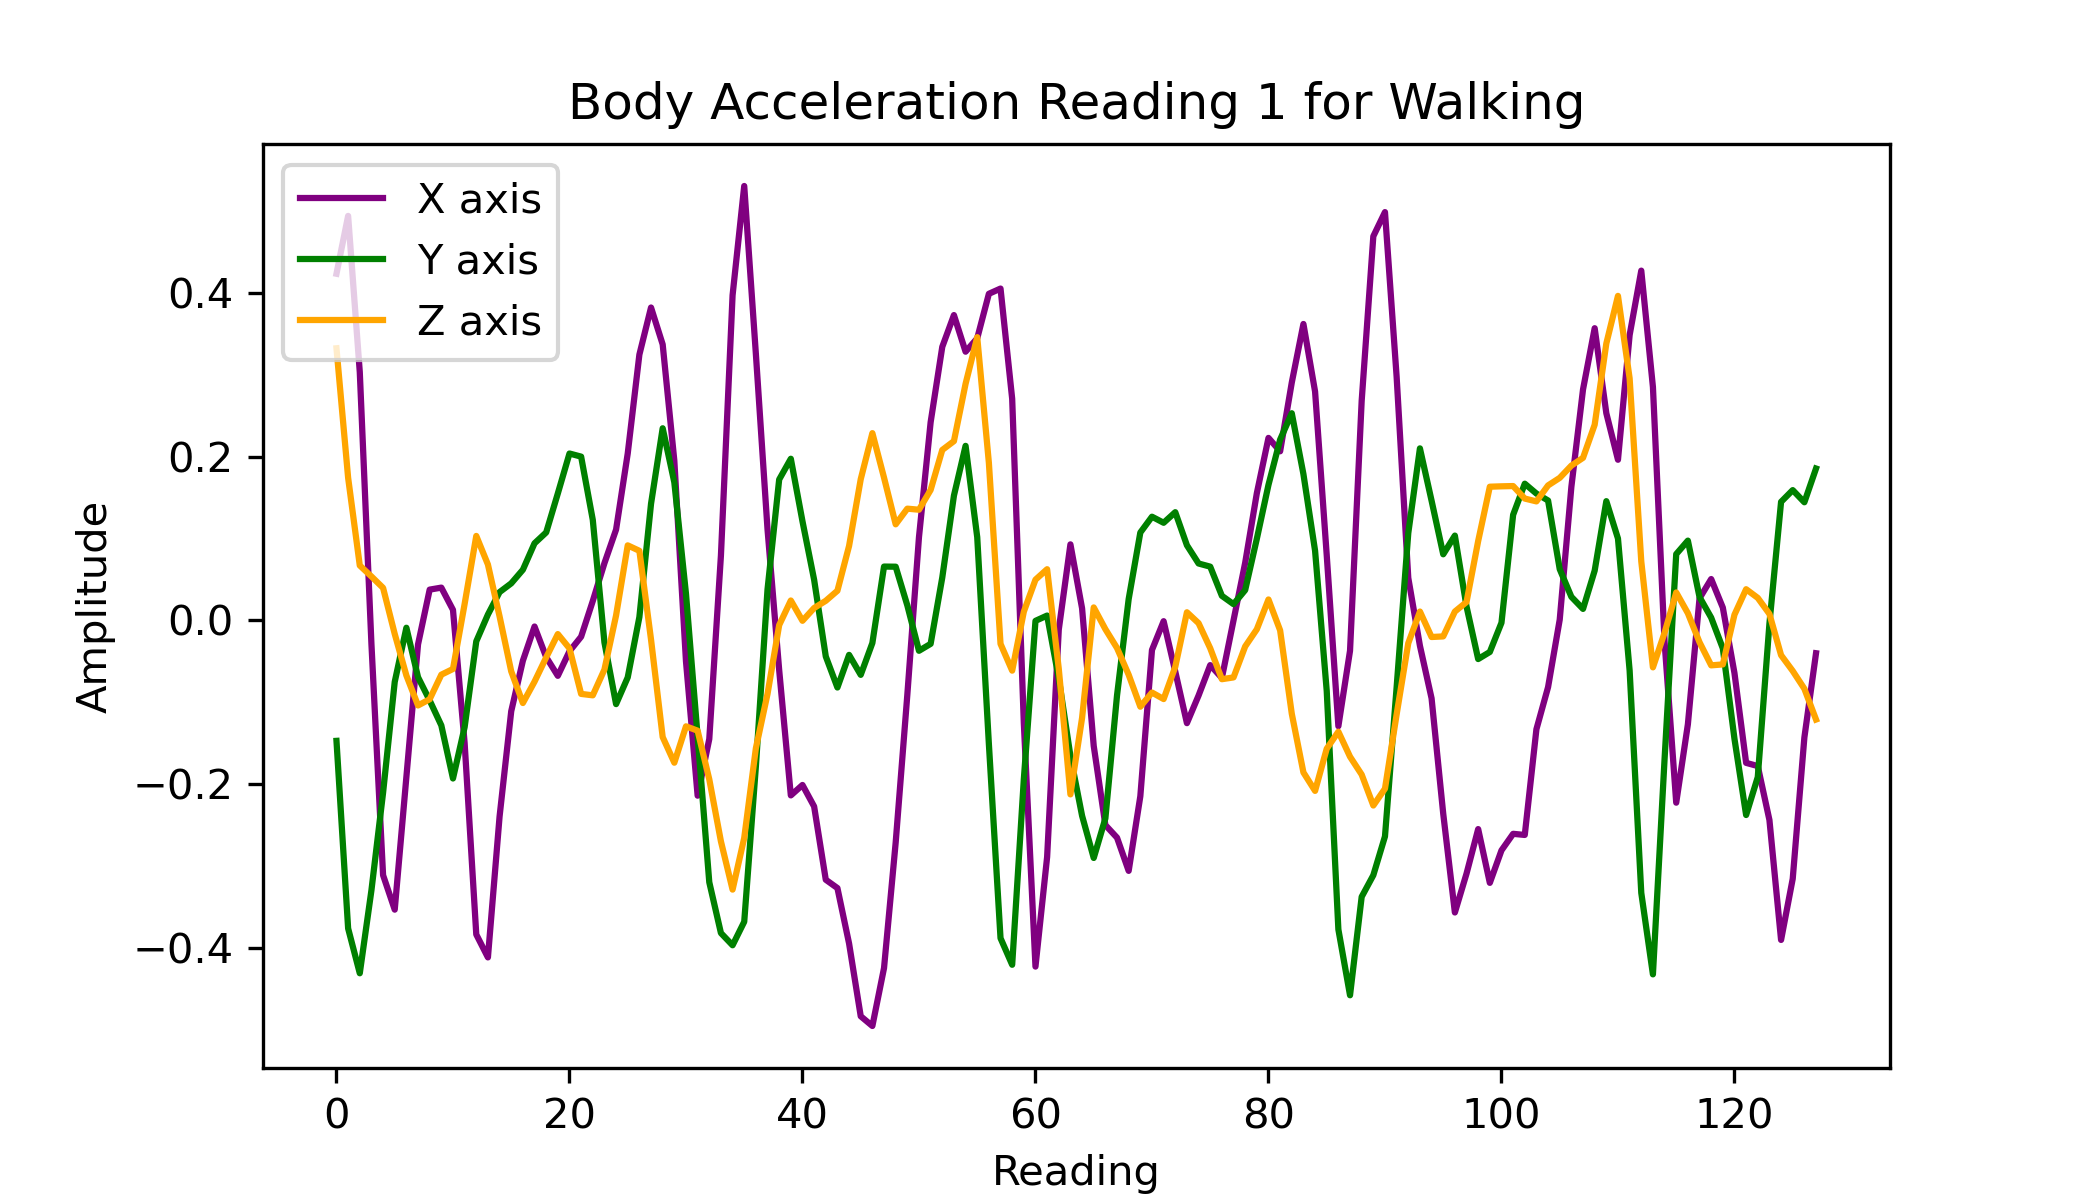 Body Acceleration Reading 1 for Walking
X axis
Y axis
Z axis
Amplitude
0.4
0.2
0.0
−0.2
−0.4
0 20 40 60 80 100 120
Reading